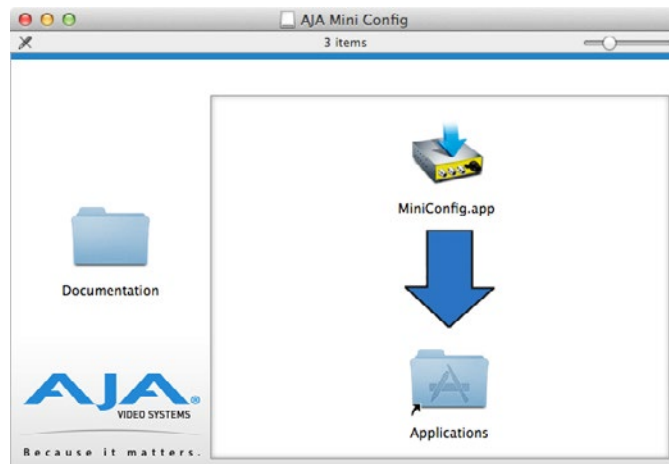 AJA Mini Config
3 items
MiniConfig.app
Documentation
Applications
AJA®
VIDEO SYSTEMS
Because it matters.